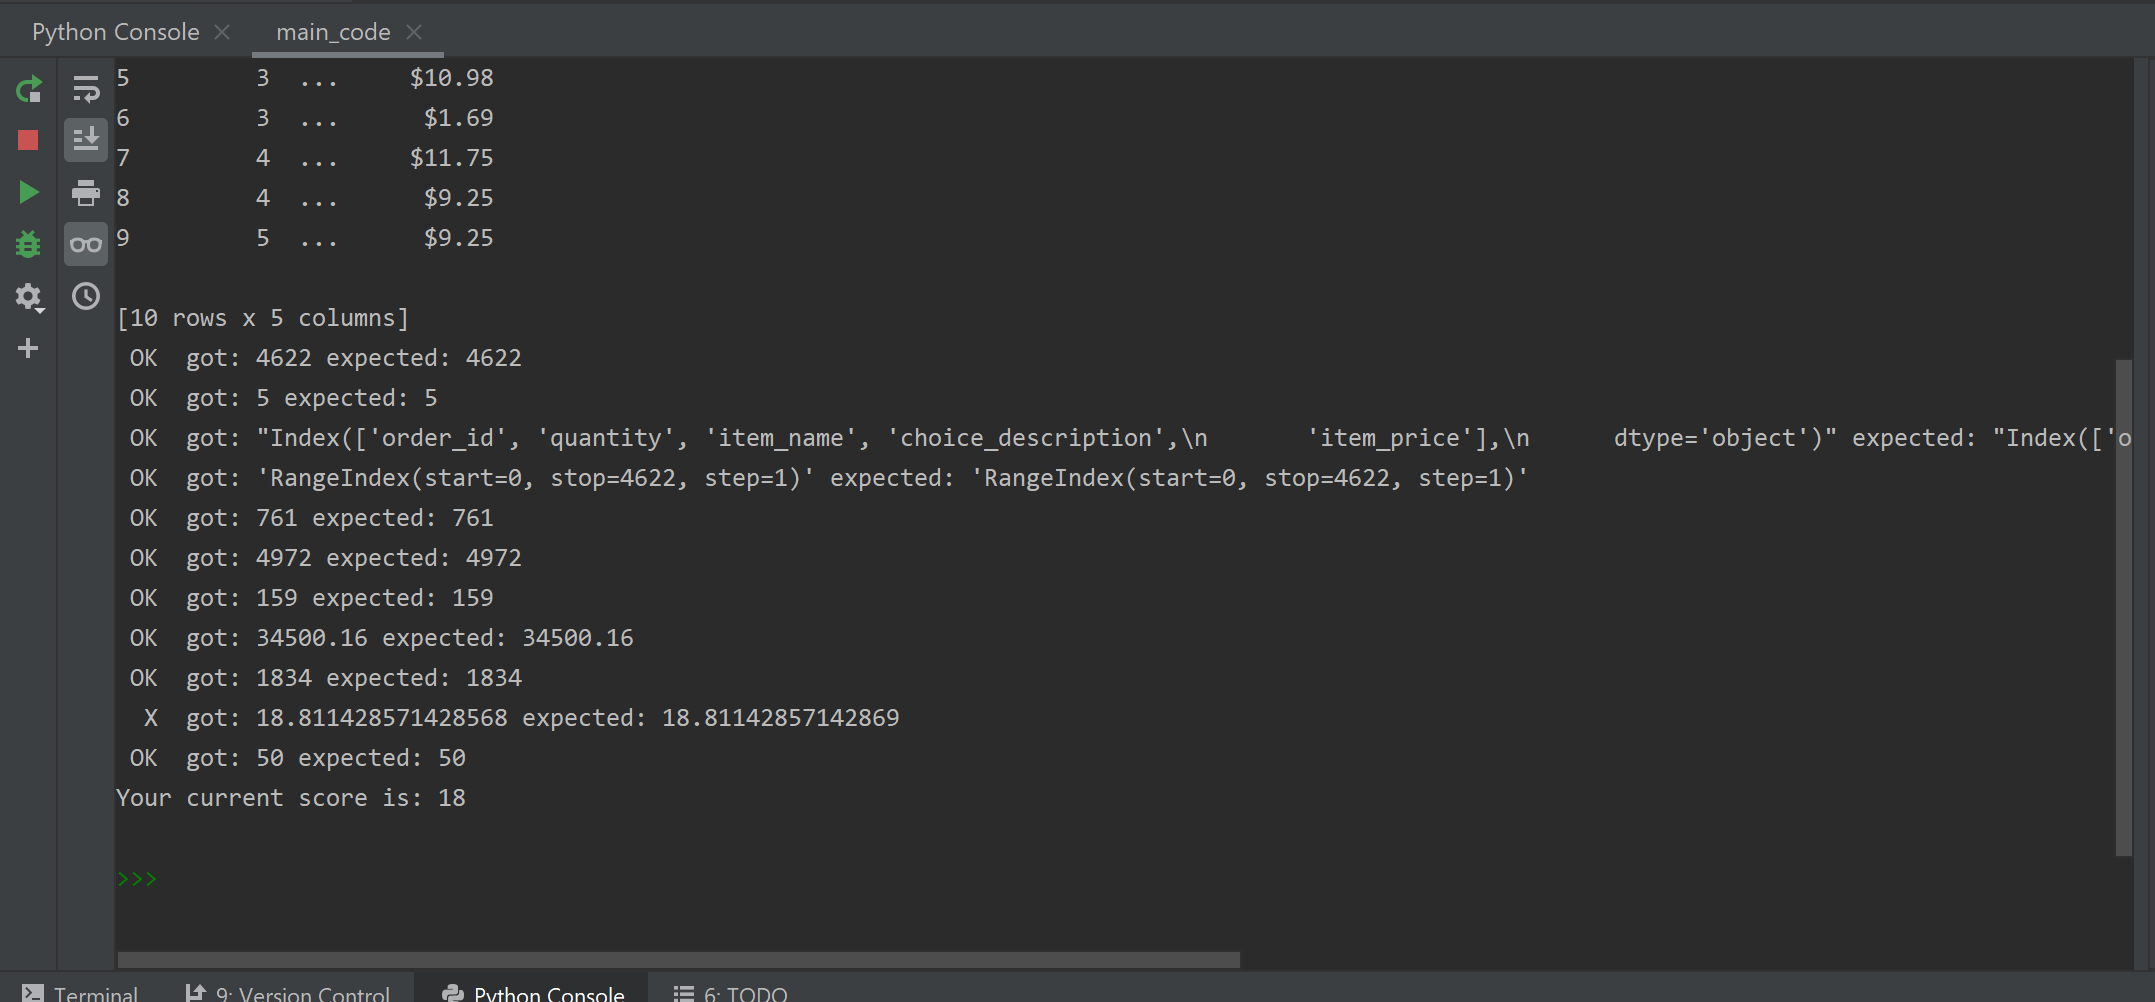 Python Console main_code
5 3 ... $10.98
6 3 ... $1.69
7 4 ... $11.75
8 4 ... $9.25
9 5 ... $9.25
[10 rows x 5 columns]
OK got: 4622 expected: 4622
OK got: 5 expected: 5
OK got: "Index(['order_id', 'quantity', 'item_name', 'choice_description',\n 'item_price'],\n dtype='object')" expected: "Index(['o
OK got: 'RangeIndex(start=0, stop=4622, step=1)' expected: 'RangeIndex(start=0, stop=4622, step=1)'
OK got: 761 expected: 761
OK got: 4972 expected: 4972
OK got: 159 expected: 159
OK got: 34500.16 expected: 34500.16
OK got: 1834 expected: 1834
X got: 18.811428571428568 expected: 18.81142857142869
OK got: 50 expected: 50
Your current score is: 18
>>>
Terminal 9: Version Control Python Console 6: TODO